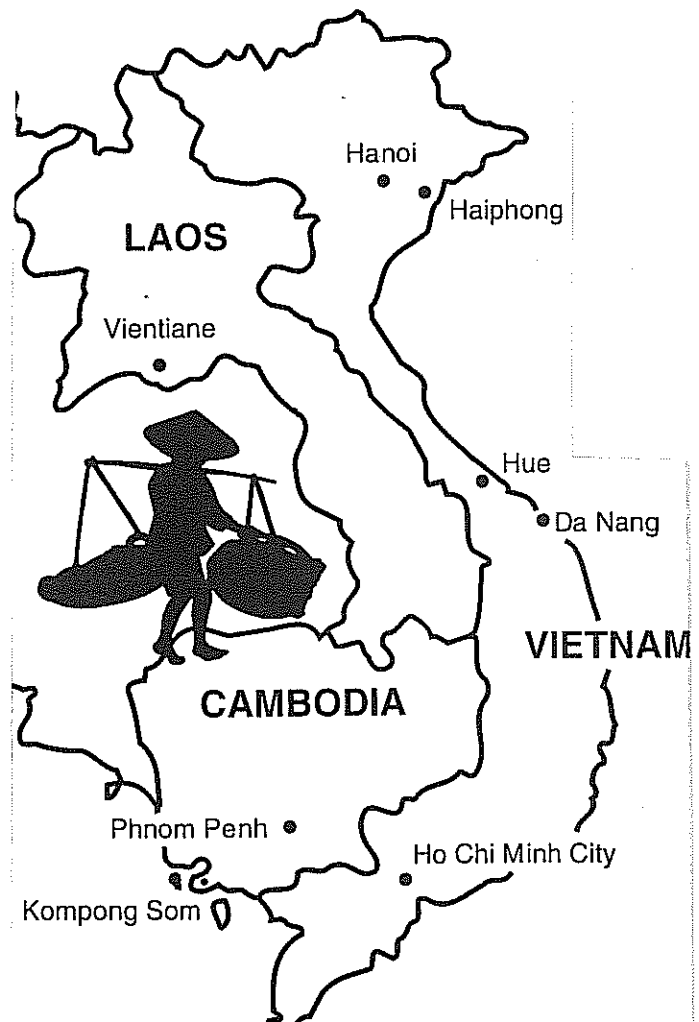 Hanoi
Haiphong
LAOS
Vientiane
Hue
Da Nang
VIETNAM
CAMBODIA
Phnom Penh
Ho Chi Minh City
Kompong Som